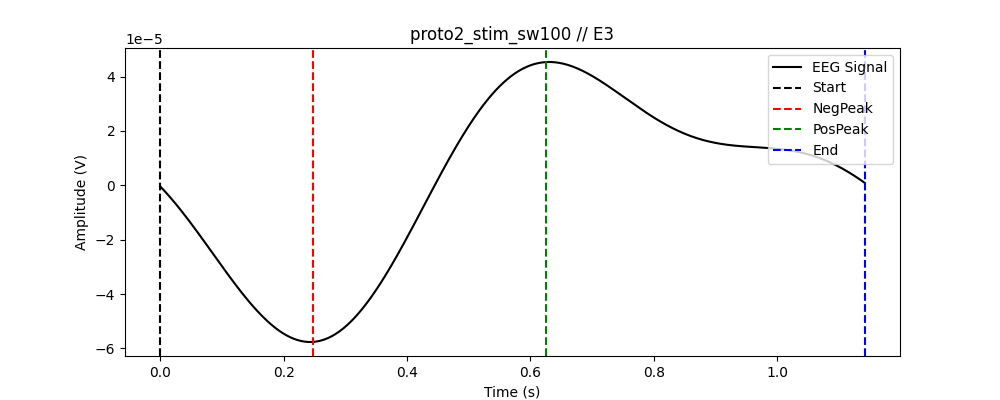 proto2_stim_sw100 // E3
1e−5
Amplitude (V)
4
2
0
−2
−4
−6
EEG Signal
Start
NegPeak
PosPeak
End
0.0 0.2 0.4 0.6 0.8 1.0
Time (s)